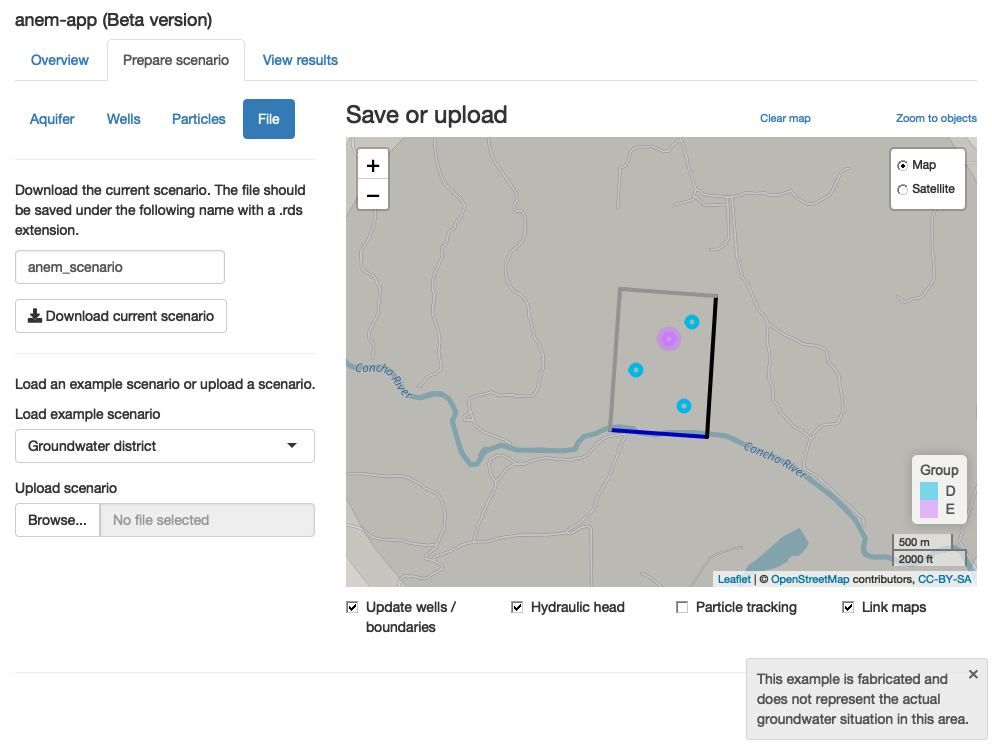 anem-app (Beta version)
Overview
Prepare scenario
View results
Aquifer
Wells
Particles
File
Download the current scenario. The file should
be saved under the following name with a .rds
extension.
anem_scenario
Download current scenario
Load an example scenario or upload a scenario.
Load example scenario
Groundwater district
Upload scenario
Browse...
No file selected
Save or upload
Clear map
Zoom to objects
+
−
Map
Satellite
Concho River
Concho River
Group
D
E
500 m
2000 ft
Leaflet | © OpenStreetMap contributors, CC-BY-SA
Update wells /
boundaries
Hydraulic head
Particle tracking
Link maps
This example is fabricated and
does not represent the actual
groundwater situation in this area.
×